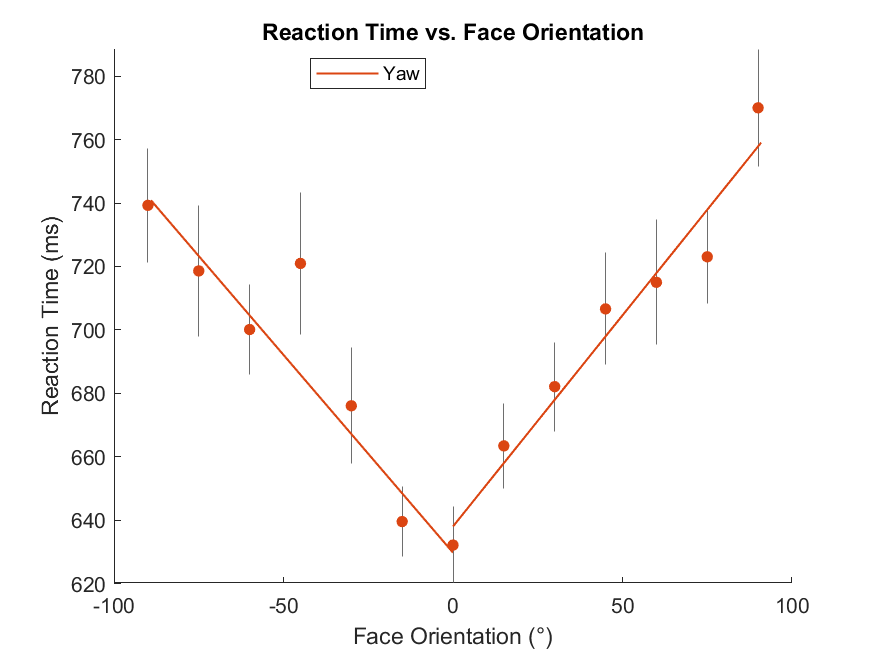 Reaction Time vs. Face Orientation
Yaw
780
760
740
720
700
680
660
640
620
Reaction Time (ms)
-100 -50 0 50 100
Face Orientation (°)